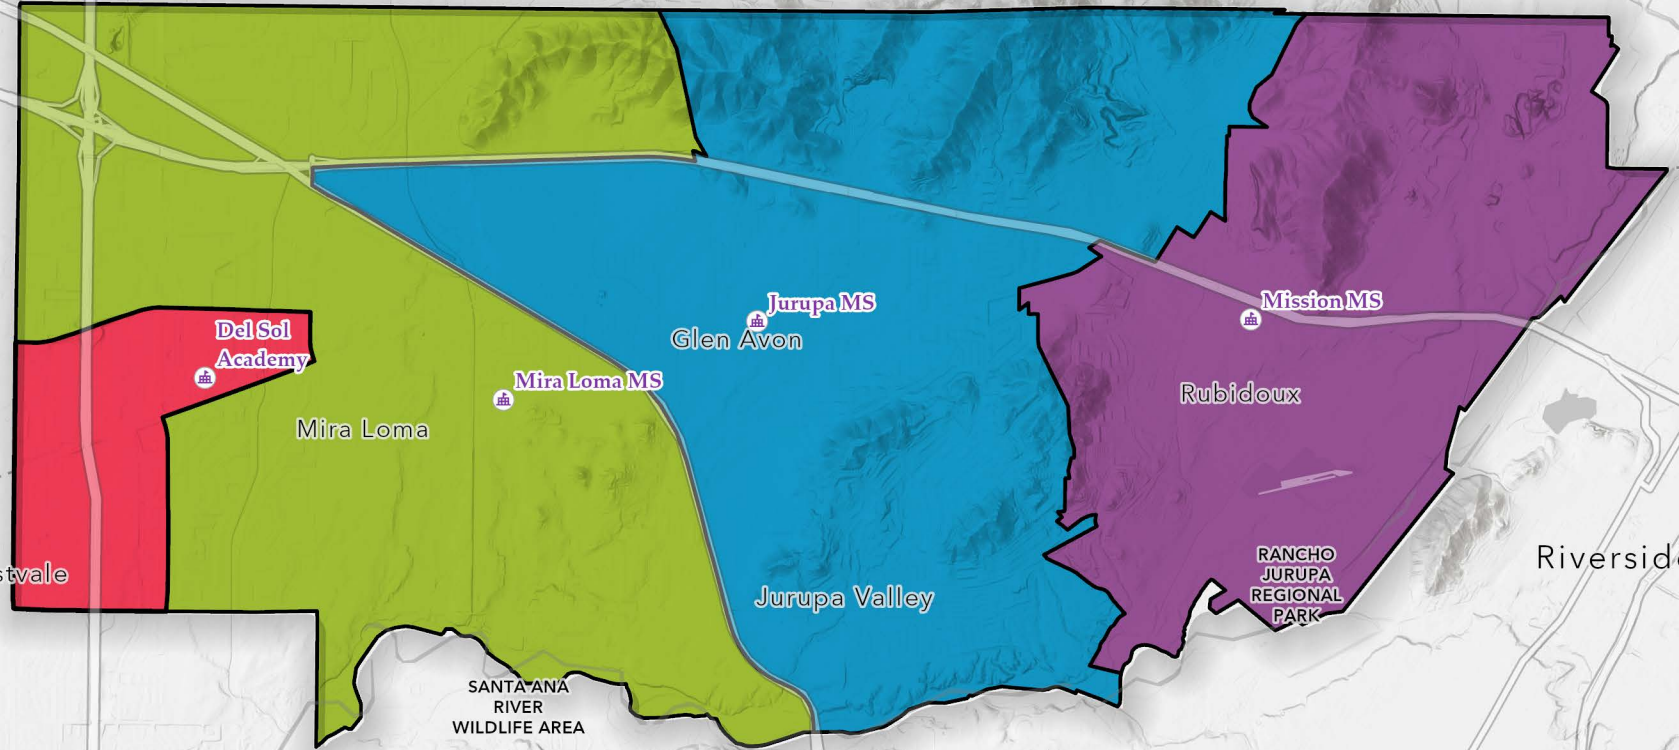 Jurupa MS
Mission MS
Del Sol
Academy
Glen Avon
Mira Loma MS
Rubidoux
Mira Loma
RANCHO
JURUPA
REGIONAL
PARK
Riversid
stvale
Jurupa Valley
SANTA ANA
RIVER
WILDLIFE AREA